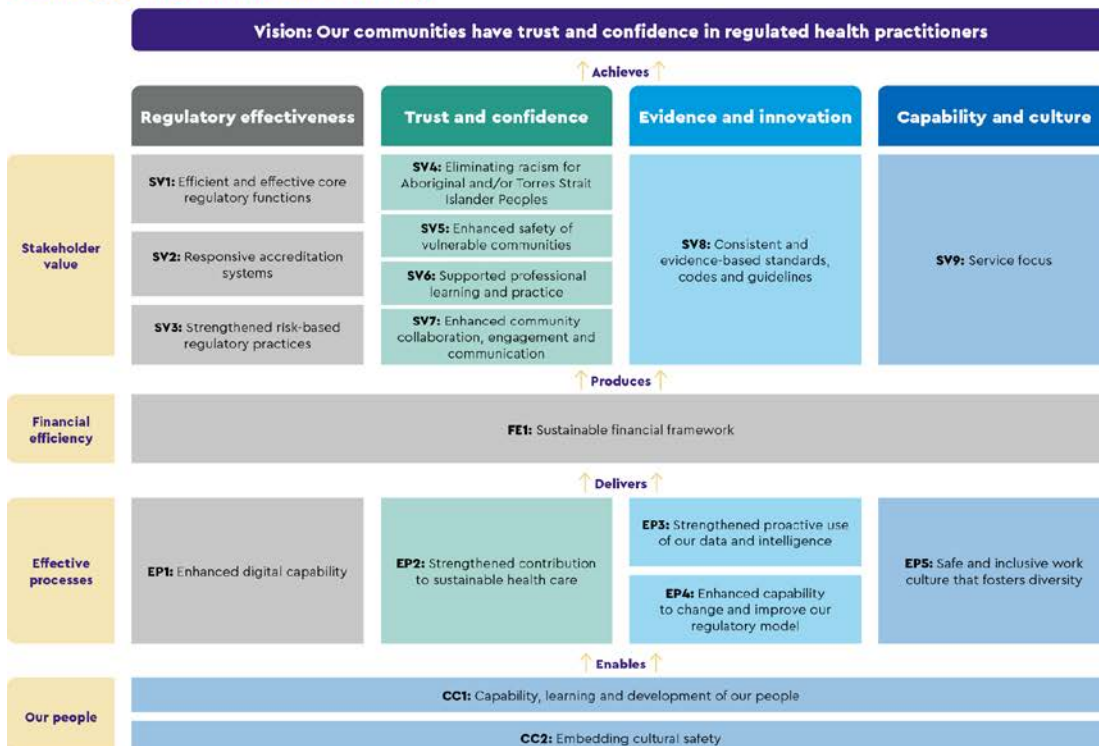 Vision: Our communities have trust and confidence in regulated health practitioners
↑ Achieves ↑
Regulatory effectiveness
Trust and confidence
Evidence and innovation
Capability and culture
Stakeholder
value
SV1: Efficient and effective core
regulatory functions
SV2: Responsive accreditation
systems
SV3: Strengthened risk-based
regulatory practices
SV4: Eliminating racism for
Aboriginal and/or Torres Strait
Islander Peoples
SV5: Enhanced safety of
vulnerable communities
SV6: Supported professional
learning and practice
SV7: Enhanced community
collaboration, engagement and
communication
SV8: Consistent and
evidence-based standards,
codes and guidelines
SV9: Service focus
↑ Produces ↑
Financial
efficiency
FE1: Sustainable financial framework
↑ Delivers ↑
Effective
processes
EP1: Enhanced digital capability
EP2: Strengthened contribution
to sustainable health care
EP3: Strengthened proactive use
of our data and intelligence
EP4: Enhanced capability
to change and improve our
regulatory model
EP5: Safe and inclusive work
culture that fosters diversity
↑ Enables ↑
Our people
CC1: Capability, learning and development of our people
CC2: Embedding cultural safety